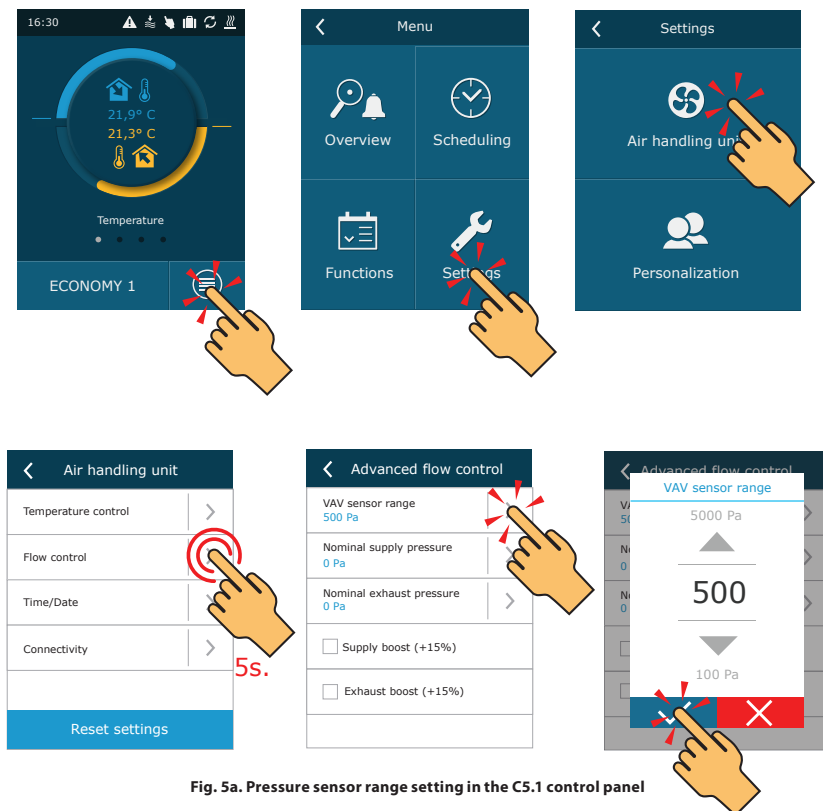 16:30
21,9° C
21,3° C
Temperature
ECONOMY 1
Menu
Overview
Scheduling
Functions
Settings
Settings
Air handling unit
Personalization
Air handling unit
Temperature control
Flow control
Time/Date
Connectivity
Reset settings
5s.
Advanced flow control
VAV sensor range
500 Pa
Nominal supply pressure
0 Pa
Nominal exhaust pressure
0 Pa
Supply boost (+15%)
Exhaust boost (+15%)
Advanced flow control
VAV sensor range
5000 Pa
500
100 Pa
Fig. 5a. Pressure sensor range setting in the C5.1 control panel